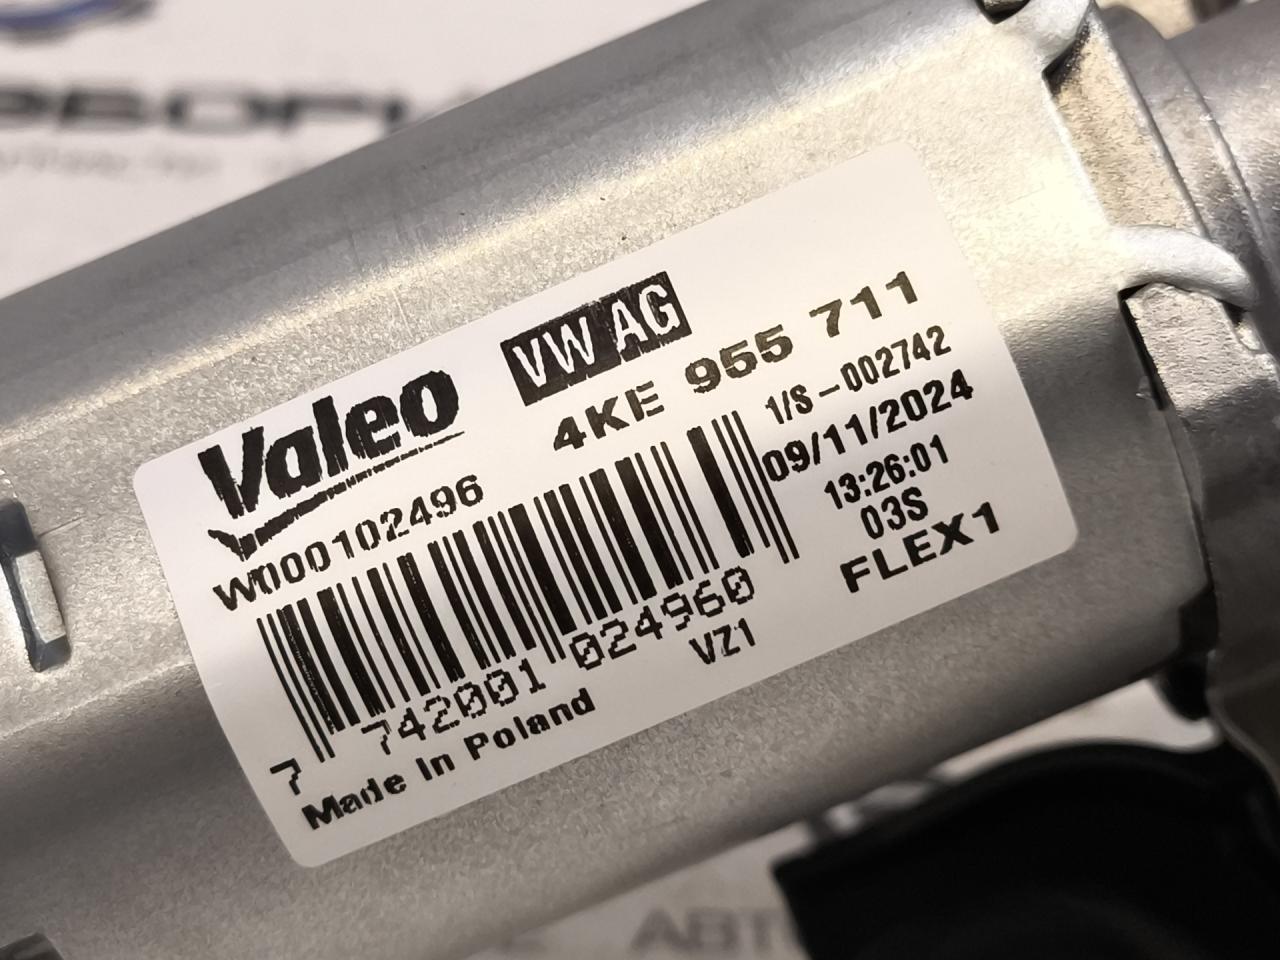 Valeo
VW AG
4KE 955 711
W000102496
1/S-002742
09/11/2024
13:26:01
03S
FLEX1
7 742001 024960
VZ1
Made In Poland